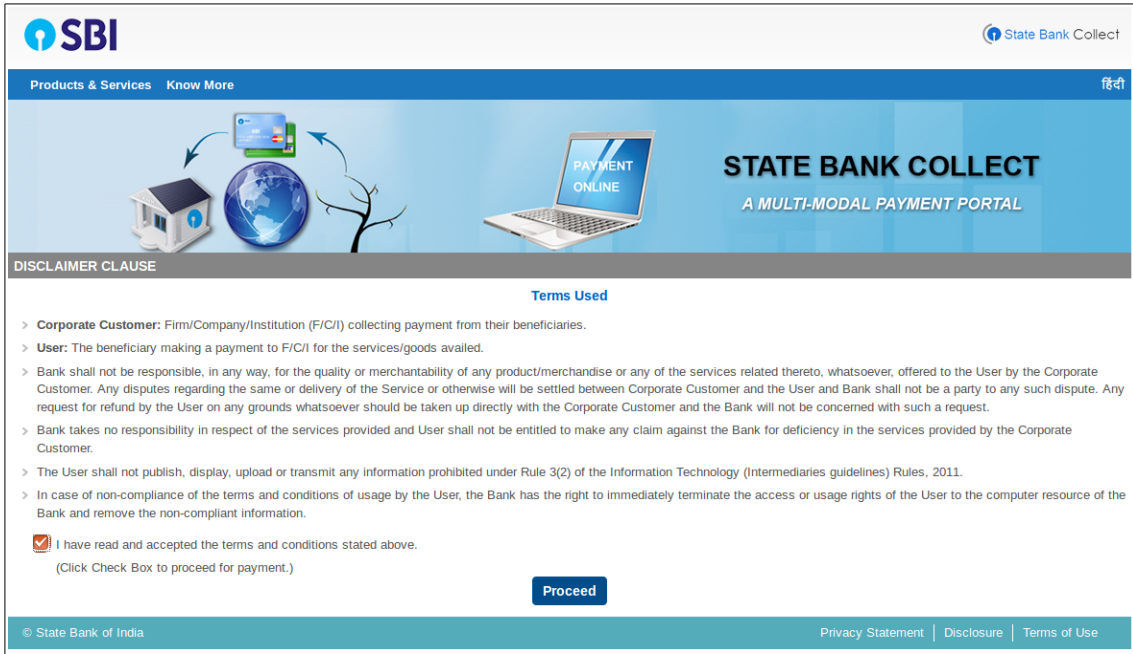 SBI
State Bank Collect
Products & Services Know More हिंदी
SBI
PAYMENT
ONLINE
STATE BANK COLLECT
A MULTI-MODAL PAYMENT PORTAL
DISCLAIMER CLAUSE
Terms Used
Corporate Customer: Firm/Company/Institution (F/C/I) collecting payment from their beneficiaries.
User: The beneficiary making a payment to F/C/I for the services/goods availed.
Bank shall not be responsible, in any way, for the quality or merchantability of any product/merchandise or any of the services related thereto, whatsoever, offered to the User by the Corporate
Customer. Any disputes regarding the same or delivery of the Service or otherwise will be settled between Corporate Customer and the User and Bank shall not be a party to any such dispute. Any
request for refund by the User on any grounds whatsoever should be taken up directly with the Corporate Customer and the Bank will not be concerned with such a request.
Bank takes no responsibility in respect of the services provided and User shall not be entitled to make any claim against the Bank for deficiency in the services provided by the Corporate
Customer.
The User shall not publish, display, upload or transmit any information prohibited under Rule 3(2) of the Information Technology (Intermediaries guidelines) Rules, 2011.
In case of non-compliance of the terms and conditions of usage by the User, the Bank has the right to immediately terminate the access or usage rights of the User to the computer resource of the
Bank and remove the non-compliant information.
I have read and accepted the terms and conditions stated above.
(Click Check Box to proceed for payment.)
Proceed
© State Bank of India Privacy Statement Disclosure Terms of Use